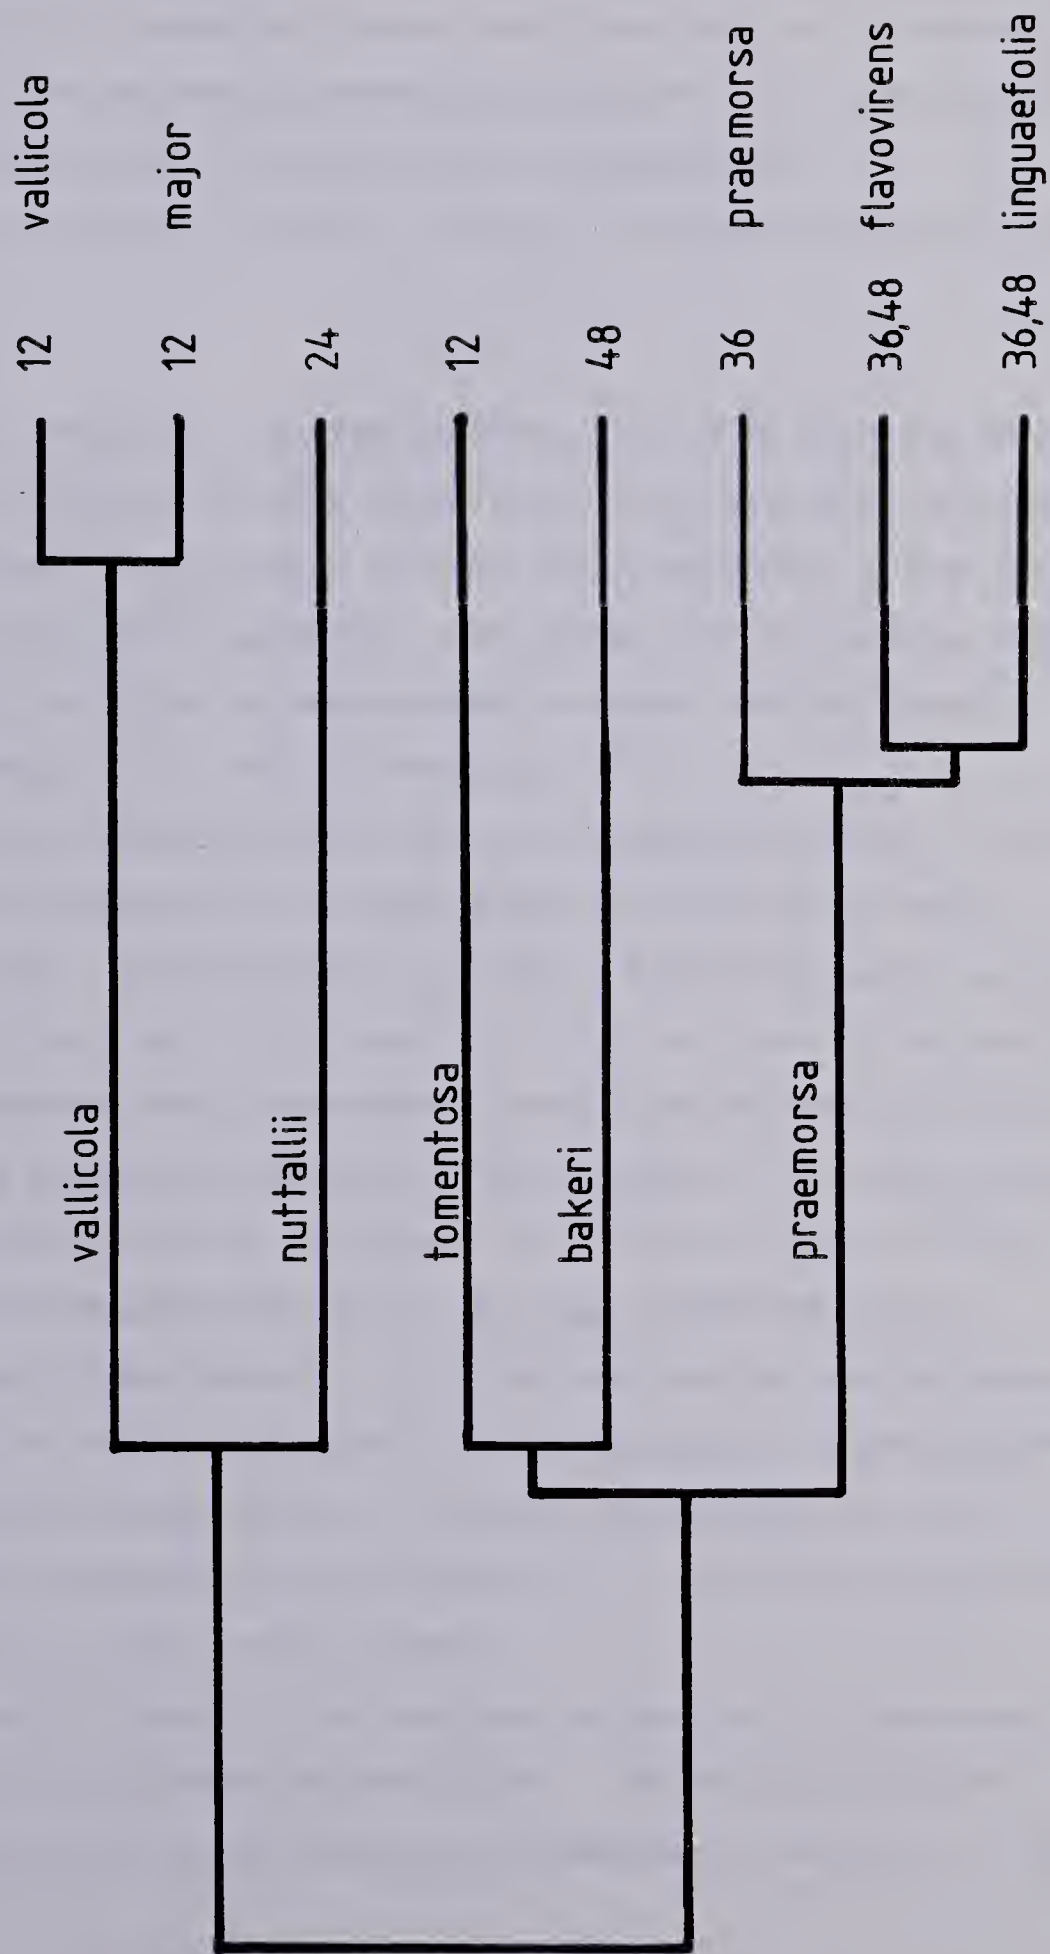 12 vallicola
vallicola
12 major
nuttallii
24
tomentosa
12
bakeri
48
36 praemorsa
praemorsa
36,48 flavovirens
36,48 linguaefolia